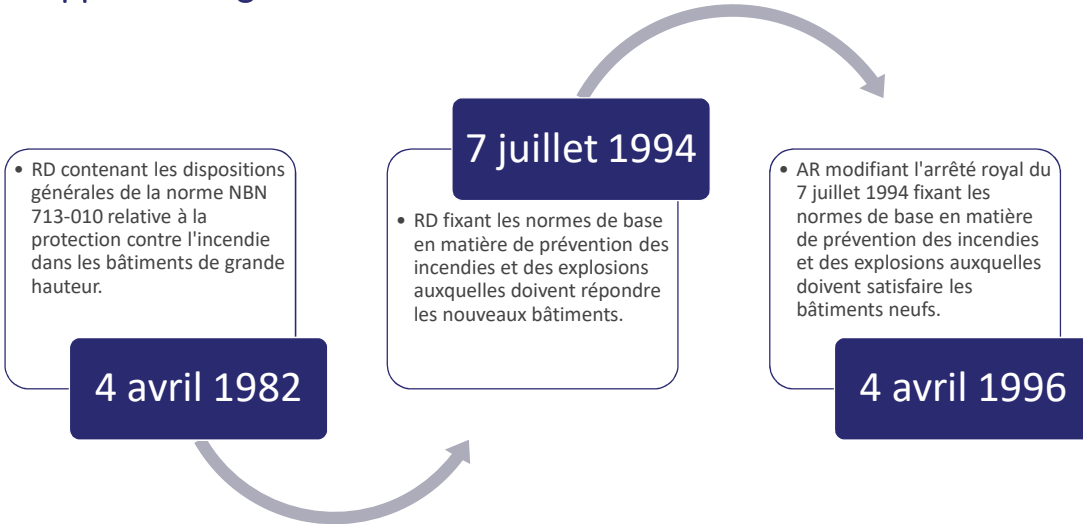 • RD contenant les dispositions
générales de la norme NBN
713-010 relative à la
protection contre l'incendie
dans les bâtiments de grande
hauteur.
4 avril 1982
7 juillet 1994
• RD fixant les normes de base
en matière de prévention des
incendies et des explosions
auxquelles doivent répondre
les nouveaux bâtiments.
• AR modifiant l'arrêté royal du
7 juillet 1994 fixant les
normes de base en matière
de prévention des incendies
et des explosions auxquelles
doivent satisfaire les
bâtiments neufs.
4 avril 1996